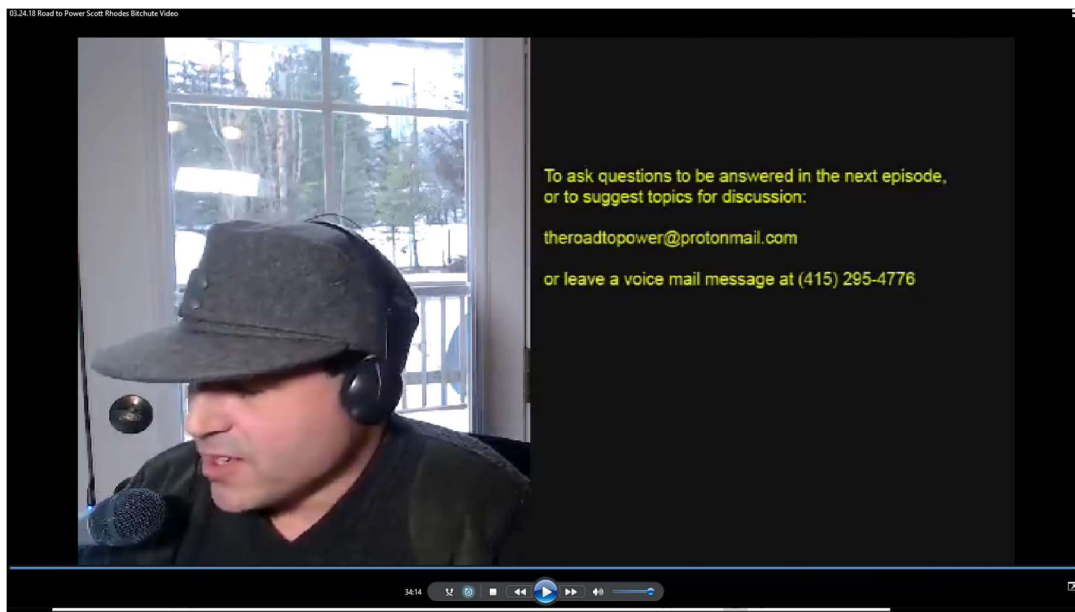 03.24.18 Road to Power Scott Rhodes Bitchute Video
To ask questions to be answered in the next episode,
or to suggest topics for discussion:
theroadtopower@protonmail.com
or leave a voice mail message at (415) 295-4776
34:14